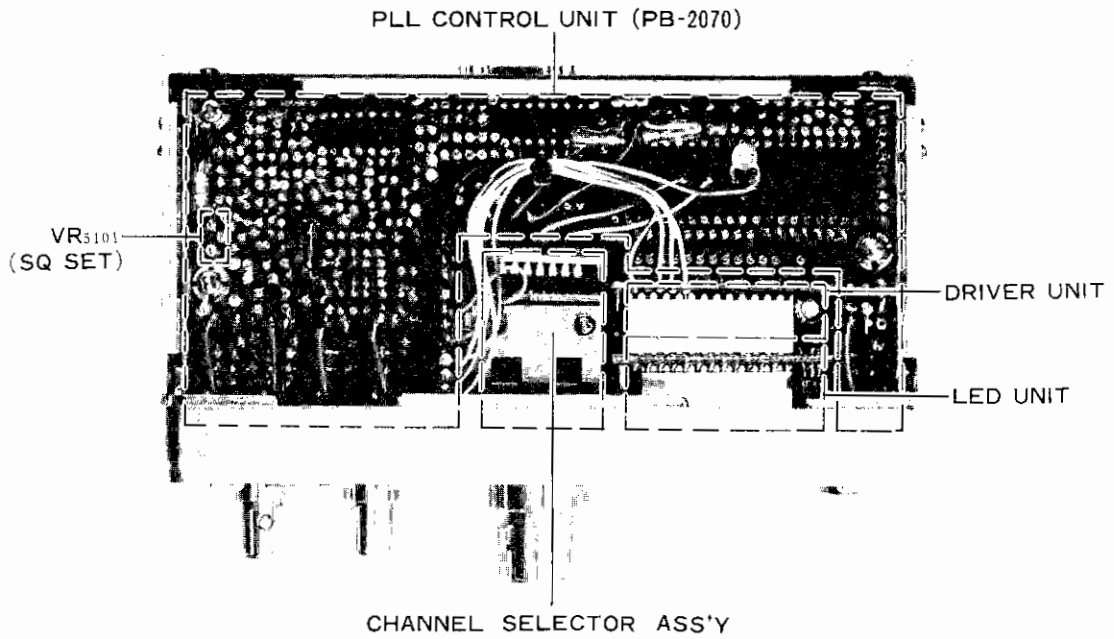 PLL CONTROL UNIT (PB-2070)
VR5101
(SQ SET)
DRIVER UNIT
LED UNIT
CHANNEL SELECTOR ASS'Y